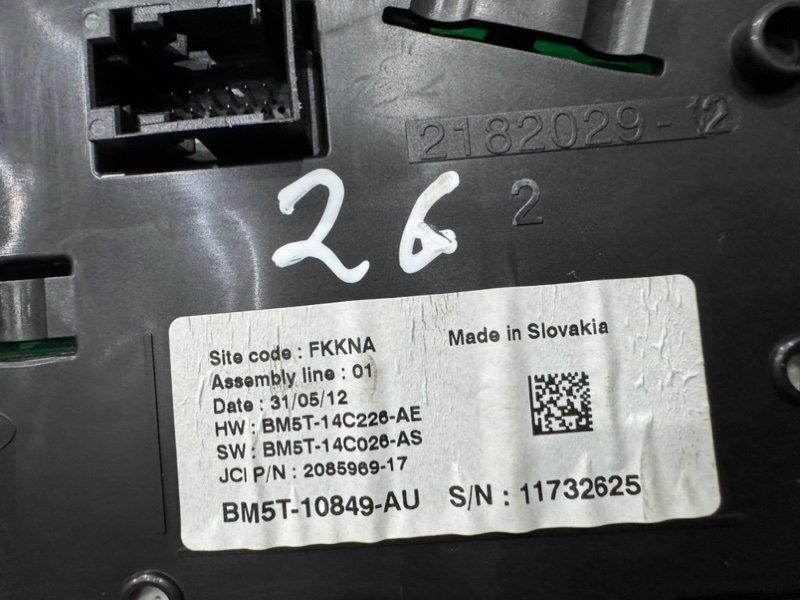 2182029-12
2
26
Made in Slovakia
Site code : FKKNA
Assembly line : 01
Date : 31/05/12
HW : BM5T-14C226-AE
SW : BM5T-14C026-AS
JCI P/N : 2085969-17
BM5T-10849-AU S/N : 11732625